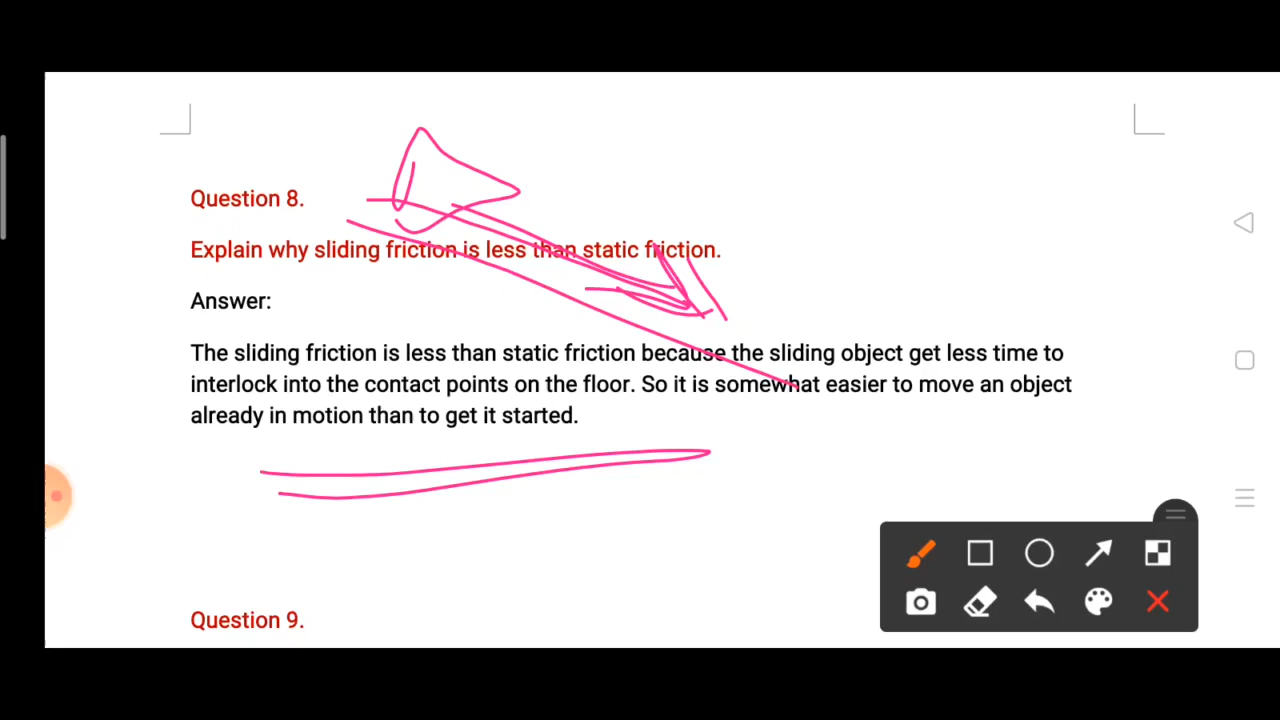 Question 8.
Explain why sliding friction is less than static friction.
Answer:
The sliding friction is less than static friction because the sliding object get less time to
interlock into the contact points on the floor. So it is somewhat easier to move an object
already in motion than to get it started.
Question 9.